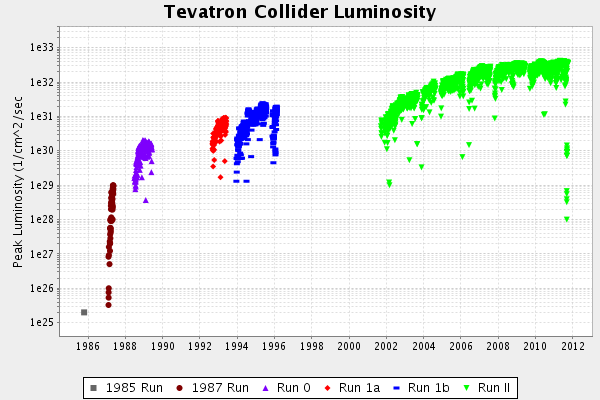 Tevatron Collider Luminosity
Peak Luminosity (1/cm^2/sec
1e33
1e32
1e31
1e30
1e29
1e28
1e27
1e26
1e25
1986 1988 1990 1992 1994 1996 1998 2000 2002 2004 2006 2008 2010 2012
1985 Run 1987 Run Run 0 Run 1a Run 1b Run II